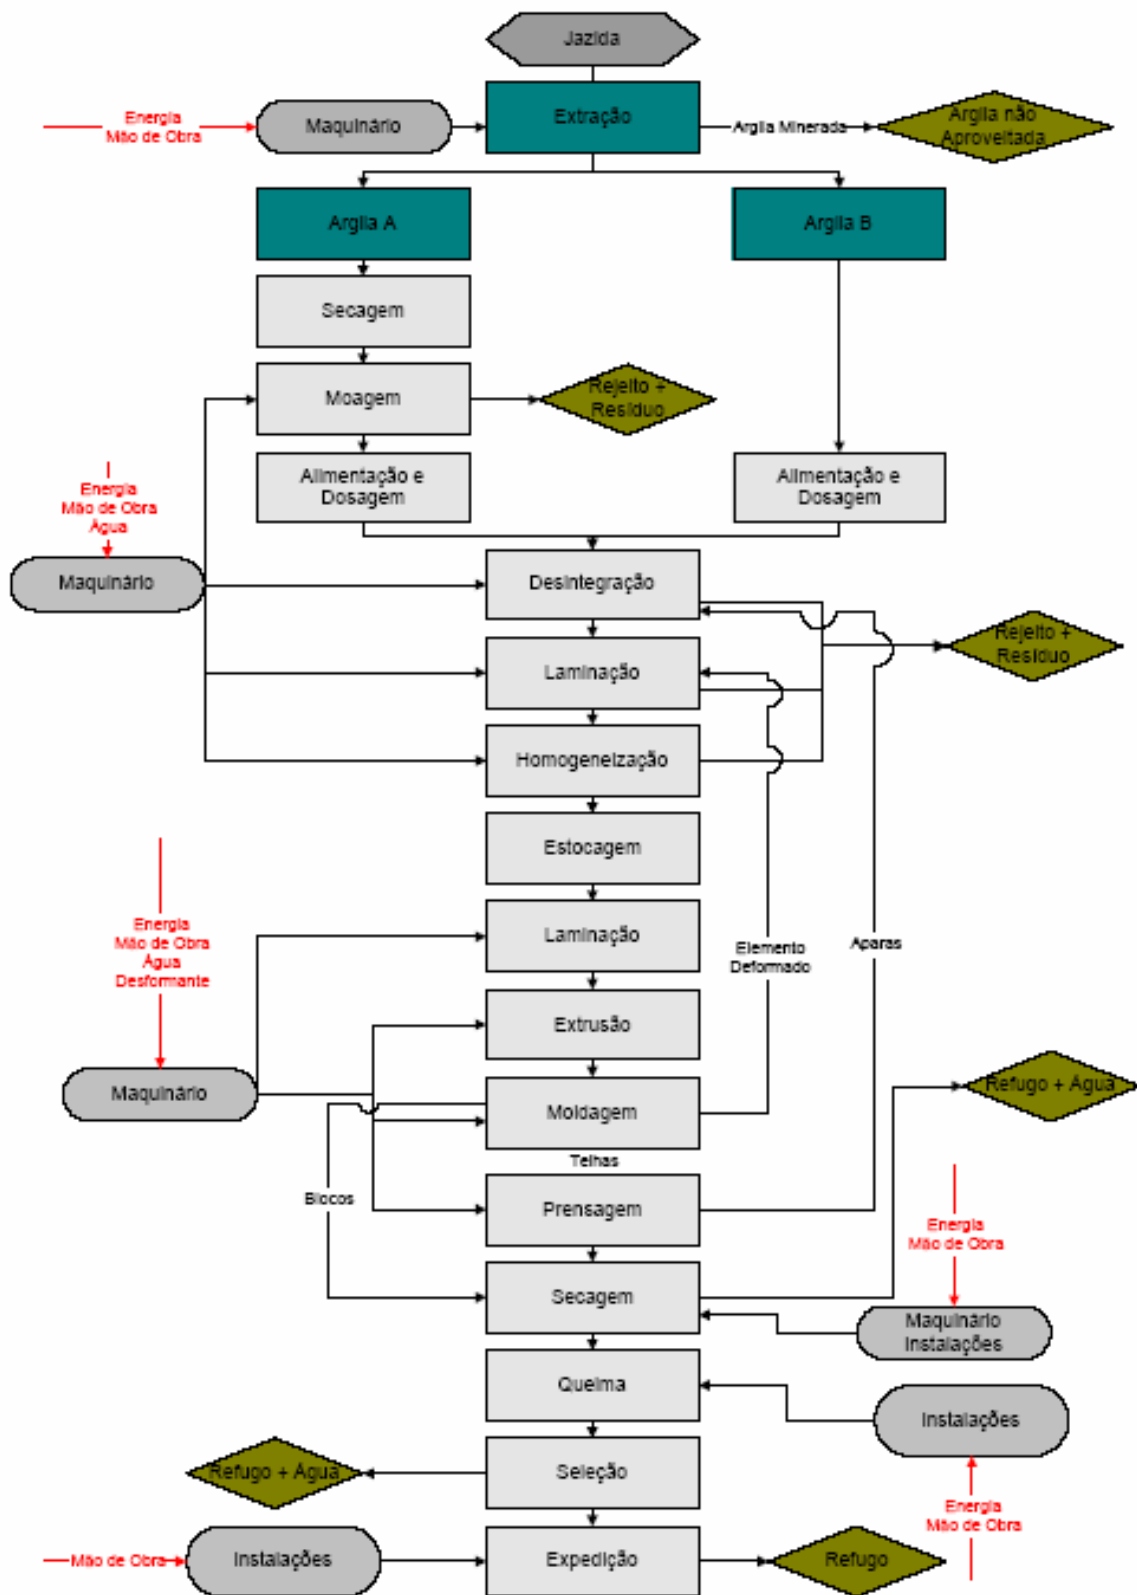 Jazida
Energia
Mão de Obra
Maquinário
Extração
Argila Minerada
Argila não
Aproveitada
Argila A
Argila B
Secagem
Moagem
Rejeito +
Resíduo
Alimentação e
Dosagem
Alimentação e
Dosagem
Energia
Mão de Obra
Água
Maquinário
Desintegração
Rejeito +
Resíduo
Laminação
Homogeneização
Estocagem
Energia
Mão de Obra
Água
Desformante
Laminação
Elemento
Deformado
Aparas
Extrusão
Maquinário
Moldagem
Refugo + Água
Telhas
Blocos
Prensagem
Energia
Mão de Obra
Secagem
Maquinário
Instalações
Queima
Instalações
Refugo + Água
Seleção
Energia
Mão de Obra
Mão de Obra
Instalações
Expedição
Refugo